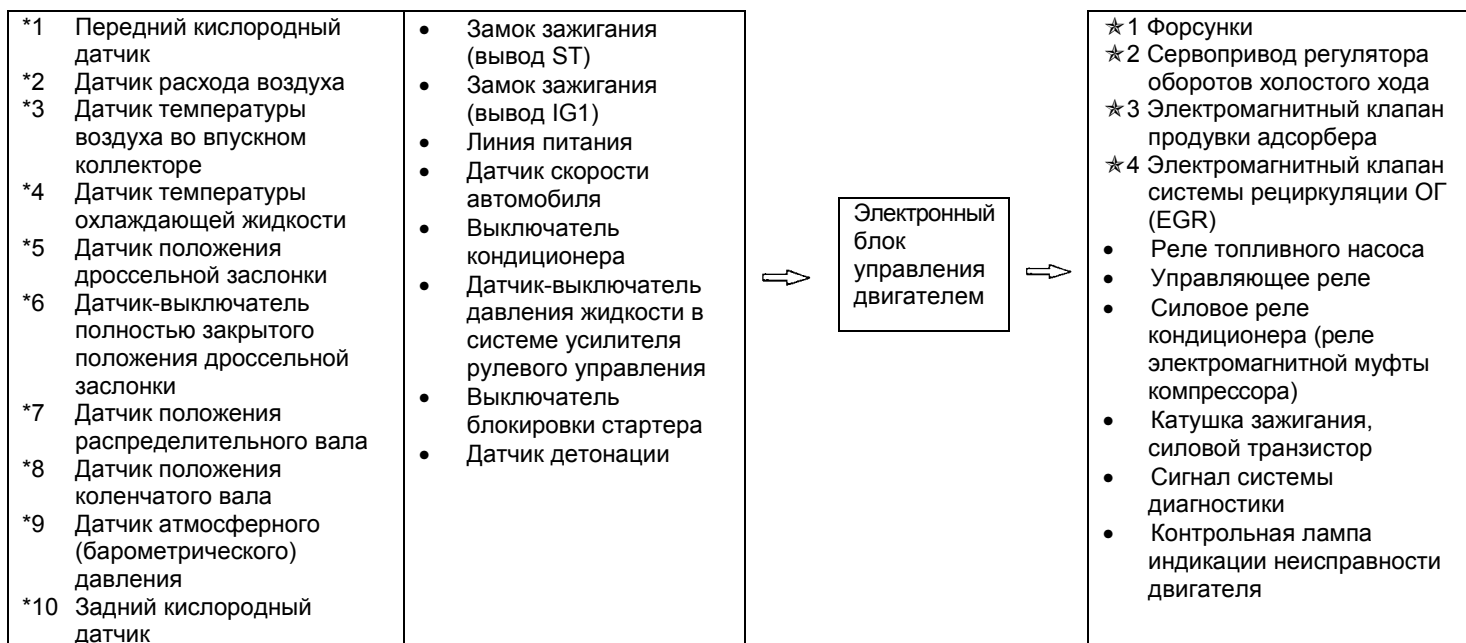 *1 Передний кислородный
датчик
*2 Датчик расхода воздуха
*3 Датчик температуры
воздуха во впускном
коллекторе
*4 Датчик температуры
охлаждающей жидкости
*5 Датчик положения
дроссельной заслонки
*6 Датчик-выключатель
полностью закрытого
положения дроссельной
заслонки
*7 Датчик положения
распределительного вала
*8 Датчик положения
коленчатого вала
*9 Датчик атмосферного
(барометрического)
давления
*10 Задний кислородный
датчик
• Замок зажигания
(вывод ST)
• Замок зажигания
(вывод IG1)
• Линия питания
• Датчик скорости
автомобиля
• Выключатель
кондиционера
• Датчик-выключатель
давления жидкости в
системе усилителя
рулевого управления
• Выключатель
блокировки стартера
• Датчик детонации
⇨
Электронный
блок
управления
двигателем
⇨
✯1 Форсунки
✯2 Сервопривод регулятора
оборотов холостого хода
✯3 Электромагнитный клапан
продувки адсорбера
✯4 Электромагнитный клапан
системы рециркуляции ОГ
(EGR)
• Реле топливного насоса
• Управляющее реле
• Силовое реле
кондиционера (реле
электромагнитной муфты
компрессора)
• Катушка зажигания,
силовой транзистор
• Сигнал системы
диагностики
• Контрольная лампа
индикации неисправности
двигателя